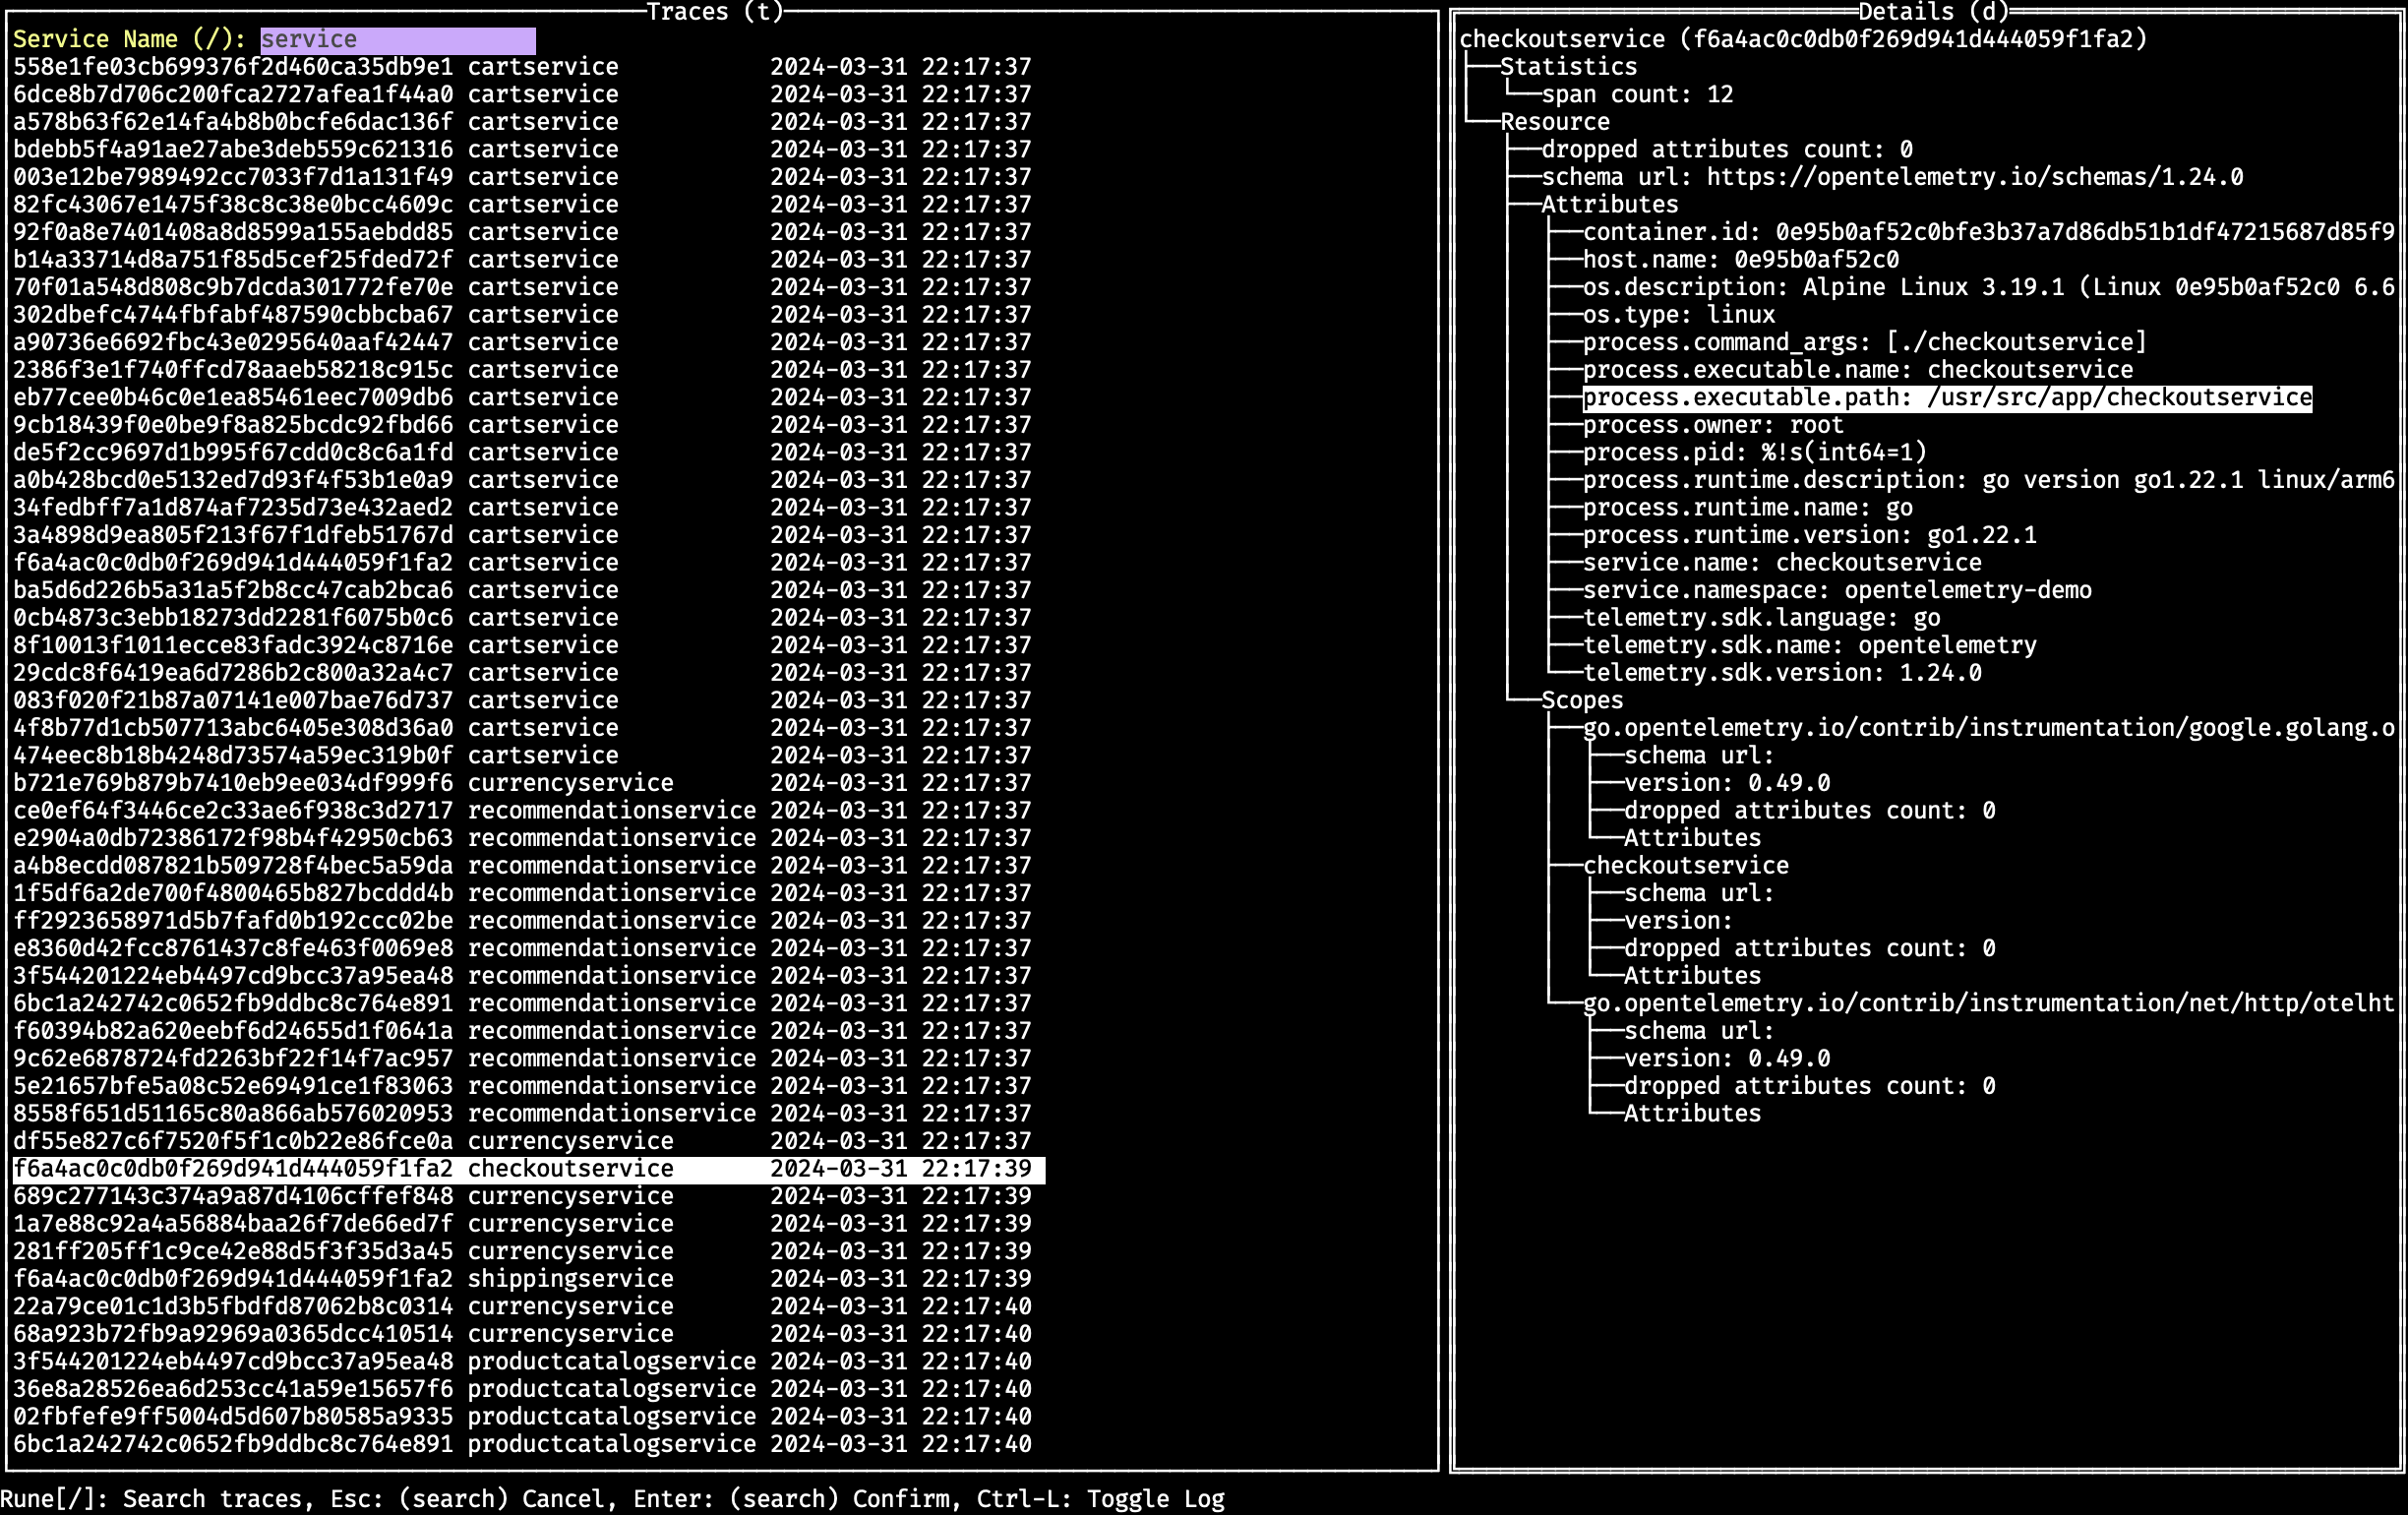 Traces (t)
Service Name (/): service
558e1fe03cb699376f2d460ca35db9e1 cartservice 2024-03-31 22:17:37
6dce8b7d706c200fca2727afea1f44a0 cartservice 2024-03-31 22:17:37
a578b63f62e14fa4b8b0bcfe6dac136f cartservice 2024-03-31 22:17:37
bdebb5f4a91ae27abe3deb559c621316 cartservice 2024-03-31 22:17:37
003e12be7989492cc7033f7d1a131f49 cartservice 2024-03-31 22:17:37
82fc43067e1475f38c8c38e0bcc4609c cartservice 2024-03-31 22:17:37
92f0a8e7401408a8d8599a155aebdd85 cartservice 2024-03-31 22:17:37
b14a33714d8a751f85d5cef25fded72f cartservice 2024-03-31 22:17:37
70f01a548d808c9b7dcda301772fe70e cartservice 2024-03-31 22:17:37
302dbefc4744fbfabf487590cbbcba67 cartservice 2024-03-31 22:17:37
a90736e6692fbc43e0295640aaf42447 cartservice 2024-03-31 22:17:37
2386f3e1f740ffcd78aaeb58218c915c cartservice 2024-03-31 22:17:37
eb77cee0b46c0e1ea85461eec7009db6 cartservice 2024-03-31 22:17:37
9cb18439f0e0be9f8a825bcdc92fbd66 cartservice 2024-03-31 22:17:37
de5f2cc9697d1b995f67cdd0c8c6a1fd cartservice 2024-03-31 22:17:37
a0b428bcd0e5132ed7d93f4f53b1e0a9 cartservice 2024-03-31 22:17:37
34fedbff7a1d874af7235d73e432aed2 cartservice 2024-03-31 22:17:37
3a4898d9ea805f213f67f1dfeb51767d cartservice 2024-03-31 22:17:37
f6a4ac0c0db0f269d941d444059f1fa2 cartservice 2024-03-31 22:17:37
ba5d6d226b5a31a5f2b8cc47cab2bca6 cartservice 2024-03-31 22:17:37
0cb4873c3ebb18273dd2281f6075b0c6 cartservice 2024-03-31 22:17:37
8f10013f1011ecce83fadc3924c8716e cartservice 2024-03-31 22:17:37
29cdc8f6419ea6d7286b2c800a32a4c7 cartservice 2024-03-31 22:17:37
083f020f21b87a07141e007bae76d737 cartservice 2024-03-31 22:17:37
4f8b77d1cb507713abc6405e308d36a0 cartservice 2024-03-31 22:17:37
474eec8b18b4248d73574a59ec319b0f cartservice 2024-03-31 22:17:37
b721e769b879b7410eb9ee034df999f6 currencyservice 2024-03-31 22:17:37
ce0ef64f3446ce2c33ae6f938c3d2717 recommendationservice 2024-03-31 22:17:37
e2904a0db72386172f98b4f42950cb63 recommendationservice 2024-03-31 22:17:37
a4b8ecdd087821b509728f4bec5a59da recommendationservice 2024-03-31 22:17:37
1f5df6a2de700f4800465b827bcddd4b recommendationservice 2024-03-31 22:17:37
ff2923658971d5b7fafd0b192ccc02be recommendationservice 2024-03-31 22:17:37
e8360d42fcc8761437c8fe463f0069e8 recommendationservice 2024-03-31 22:17:37
3f544201224eb4497cd9bcc37a95ea48 recommendationservice 2024-03-31 22:17:37
6bc1a242742c0652fb9ddbc8c764e891 recommendationservice 2024-03-31 22:17:37
f60394b82a620eebf6d24655d1f0641a recommendationservice 2024-03-31 22:17:37
9c62e6878724fd2263bf22f14f7ac957 recommendationservice 2024-03-31 22:17:37
5e21657bfe5a08c52e69491ce1f83063 recommendationservice 2024-03-31 22:17:37
8558f651d51165c80a866ab576020953 recommendationservice 2024-03-31 22:17:37
df55e827c6f7520f5f1c0b22e86fce0a currencyservice 2024-03-31 22:17:37
f6a4ac0c0db0f269d941d444059f1fa2 checkoutservice 2024-03-31 22:17:39
689c277143c374a9a87d4106cffef848 currencyservice 2024-03-31 22:17:39
1a7e88c92a4a56884baa26f7de66ed7f currencyservice 2024-03-31 22:17:39
281ff205ff1c9ce42e88d5f3f35d3a45 currencyservice 2024-03-31 22:17:39
f6a4ac0c0db0f269d941d444059f1fa2 shippingservice 2024-03-31 22:17:39
22a79ce01c1d3b5fbdfd87062b8c0314 currencyservice 2024-03-31 22:17:40
68a923b72fb9a92969a0365dcc410514 currencyservice 2024-03-31 22:17:40
3f544201224eb4497cd9bcc37a95ea48 productcatalogservice 2024-03-31 22:17:40
36e8a28526ea6d253cc41a59e15657f6 productcatalogservice 2024-03-31 22:17:40
02fbfefe9ff5004d5d607b80585a9335 productcatalogservice 2024-03-31 22:17:40
6bc1a242742c0652fb9ddbc8c764e891 productcatalogservice 2024-03-31 22:17:40
Details (d)
checkoutservice (f6a4ac0c0db0f269d941d444059f1fa2)
Statistics
span count: 12
Resource
dropped attributes count: 0
schema url: https://opentelemetry.io/schemas/1.24.0
Attributes
container.id: 0e95b0af52c0bfe3b37a7d86db51b1df47215687d85f9
host.name: 0e95b0af52c0
os.description: Alpine Linux 3.19.1 (Linux 0e95b0af52c0 6.6
os.type: linux
process.command_args: [./checkoutservice]
process.executable.name: checkoutservice
process.executable.path: /usr/src/app/checkoutservice
process.owner: root
process.pid: %!s(int64=1)
process.runtime.description: go version go1.22.1 linux/arm6
process.runtime.name: go
process.runtime.version: go1.22.1
service.name: checkoutservice
service.namespace: opentelemetry-demo
telemetry.sdk.language: go
telemetry.sdk.name: opentelemetry
telemetry.sdk.version: 1.24.0
Scopes
go.opentelemetry.io/contrib/instrumentation/google.golang.o
schema url:
version: 0.49.0
dropped attributes count: 0
Attributes
checkoutservice
schema url:
version:
dropped attributes count: 0
Attributes
go.opentelemetry.io/contrib/instrumentation/net/http/otelht
schema url:
version: 0.49.0
dropped attributes count: 0
Attributes
Rune[/]: Search traces, Esc: (search) Cancel, Enter: (search) Confirm, Ctrl-L: Toggle Log